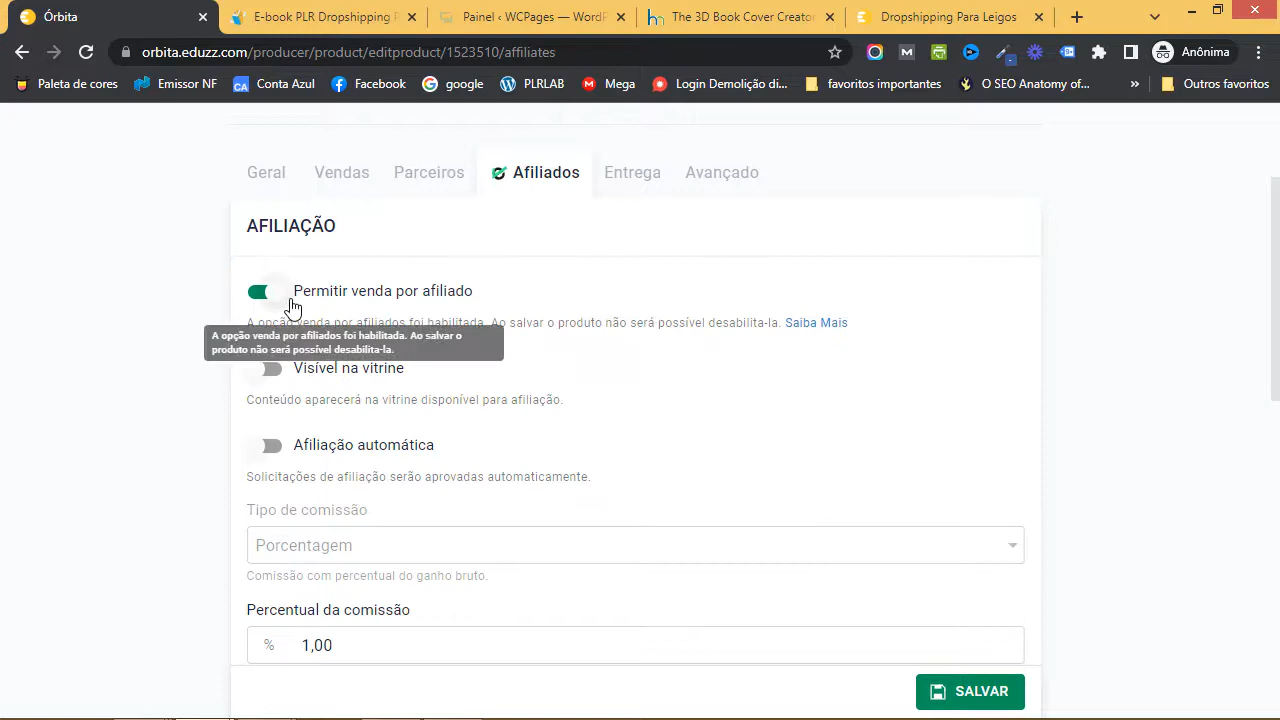 Órbita
E-book PLR Dropshipping P
Painel ‹ WCPages — WordP
The 3D Book Cover Creator
Dropshipping Para Leigos
orbita.eduzz.com/producer/product/editproduct/1523510/affiliates
Anônima
Paleta de cores
Emissor NF
CA
Conta Azul
Facebook
google
PLRLAB
Mega
Login Demolição di...
favoritos importantes
O SEO Anatomy of...
»
Outros favoritos
Geral
Vendas
Parceiros
Afiliados
Entrega
Avançado
AFILIAÇÃO
Permitir venda por afiliado
A opção venda por afiliados foi habilitada. Ao salvar o produto não será possível desabilita-la. Saiba Mais
A opção venda por afiliados foi habilitada. Ao salvar o
produto não será possível desabilita-la.
Visível na vitrine
Conteúdo aparecerá na vitrine disponível para afiliação.
Afiliação automática
Solicitações de afiliação serão aprovadas automaticamente.
Tipo de comissão
Porcentagem
Comissão com percentual do ganho bruto.
Percentual da comissão
% 1,00
SALVAR